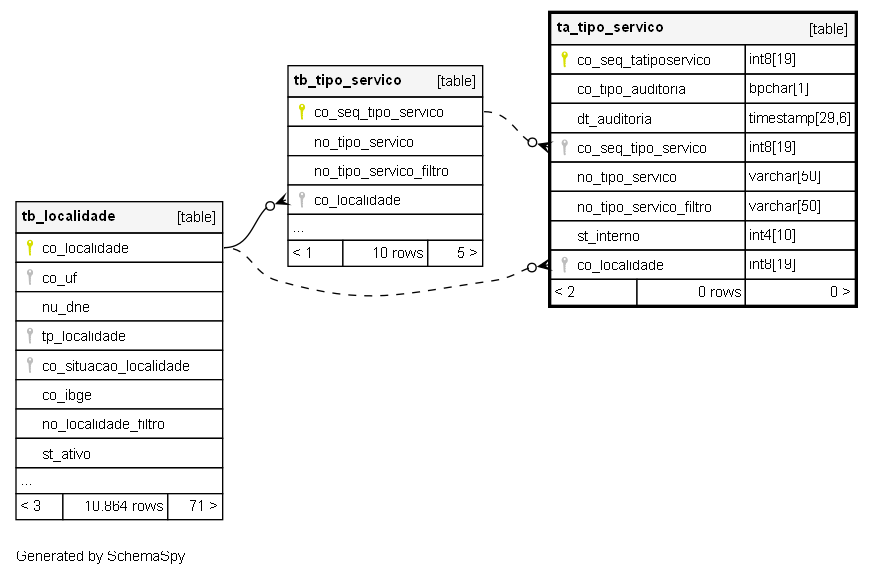 tb_localidade [table]
co_localidade
co_uf
nu_dne
tp_localidade
co_situacao_localidade
co_ibge
no_localidade_filtro
st_ativo
...
< 3 10.864 rows 71 >
tb_tipo_servico [table]
co_seq_tipo_servico
no_tipo_servico
no_tipo_servico_filtro
co_localidade
...
< 1 10 rows 5 >
ta_tipo_servico [table]
co_seq_tatiposervico int8[19]
co_tipo_auditoria bpchar[1]
dt_auditoria timestamp[29,6]
co_seq_tipo_servico int8[19]
no_tipo_servico varchar[50]
no_tipo_servico_filtro varchar[50]
st_interno int4[10]
co_localidade int8[19]
< 2 0 rows 0 >
Generated by SchemaSpy